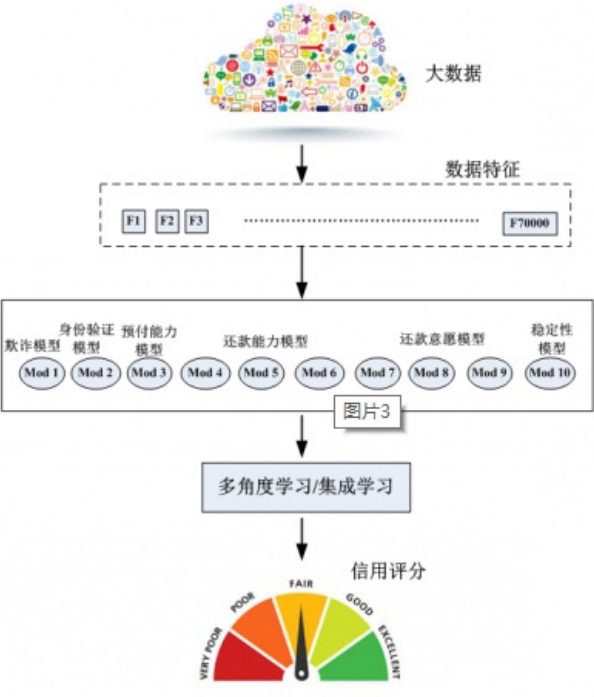 大数据
数据特征
F1 F2 F3 ........................ F70000
欺诈模型
身份验证
模型
预付能力
模型
还款能力模型
还款意愿模型
稳定性
模型
Mod 1 Mod 2 Mod 3 Mod 4 Mod 5 Mod 6 Mod 7 Mod 8 Mod 9 Mod 10
图片3
多角度学习/集成学习
信用评分
VERY POOR
POOR
FAIR
GOOD
EXCELLENT